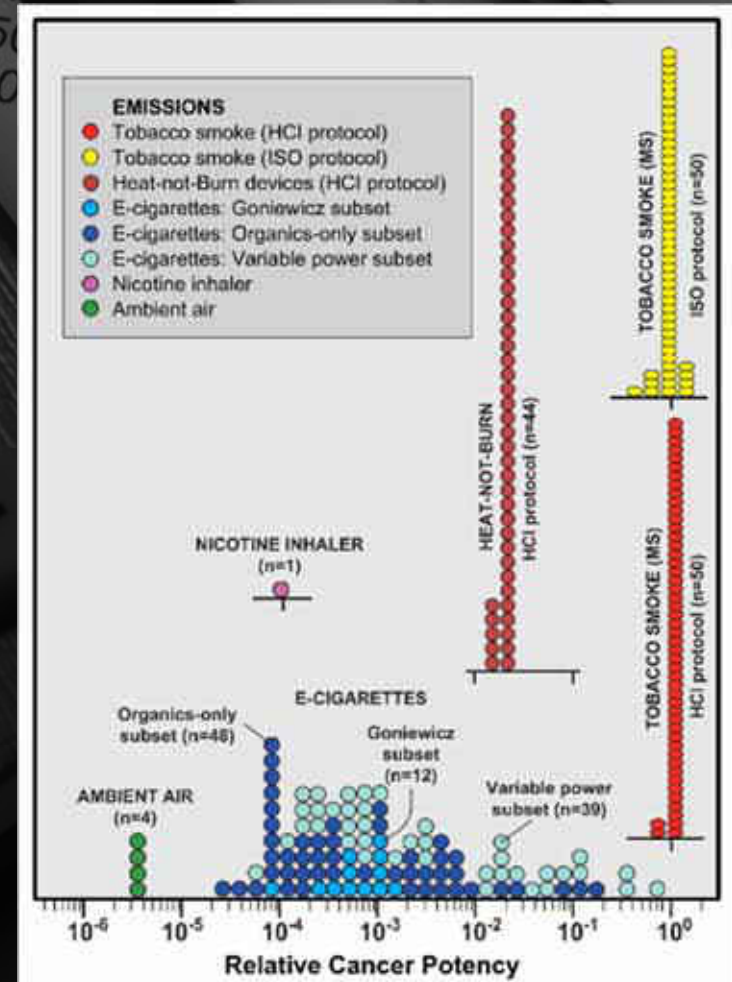 EMISSIONS
Tobacco smoke (HCI protocol)
Tobacco smoke (ISO protocol)
Heat-not-Burn devices (HCI protocol)
E-cigarettes: Goniewicz subset
E-cigarettes: Organics-only subset
E-cigarettes: Variable power subset
Nicotine inhaler
Ambient air
TOBACCO SMOKE (MS)
ISO protocol (n=50)
HEAT-NOT-BURN
HCI protocol (n=44)
TOBACCO SMOKE (MS)
HCI protocol (n=50)
NICOTINE INHALER
(n=1)
E-CIGARETTES
Organics-only
subset (n=48)
Goniewicz
subset
(n=12)
Variable power
subset (n=39)
AMBIENT AIR
(n=4)
10⁻⁶ 10⁻⁵ 10⁻⁴ 10⁻³ 10⁻² 10⁻¹ 10⁰
Relative Cancer Potency